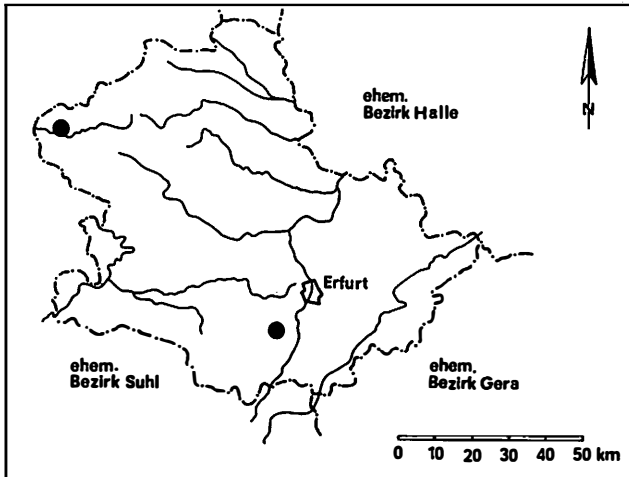 ehem.
Bezirk Halle
N
Erfurt
ehem.
Bezirk Suhl
ehem.
Bezirk Gera
0 10 20 30 40 50 km